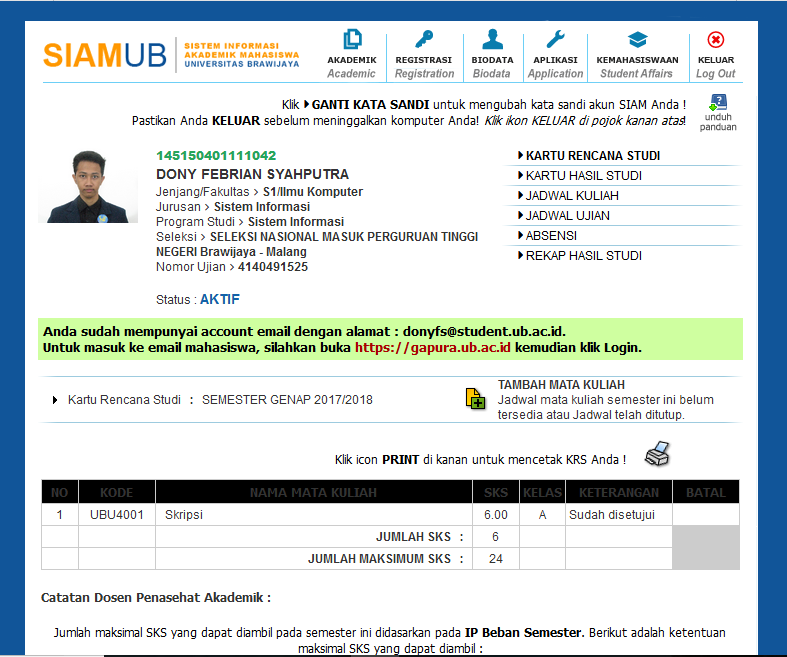 SIAMUB
SISTEM INFORMASI
AKADEMIK MAHASISWA
UNIVERSITAS BRAWIJAYA
AKADEMIK
Academic
REGISTRASI
Registration
BIODATA
Biodata
APLIKASI
Application
KEMAHASISWAAN
Student Affairs
KELUAR
Log Out
Klik GANTI KATA SANDI untuk mengubah kata sandi akun SIAM Anda !
Pastikan Anda KELUAR sebelum meninggalkan komputer Anda! Klik ikon KELUAR di pojok kanan atas!
unduh
panduan
145150401111042
DONY FEBRIAN SYAHPUTRA
Jenjang/Fakultas > S1/Ilmu Komputer
Jurusan > Sistem Informasi
Program Studi > Sistem Informasi
Seleksi > SELEKSI NASIONAL MASUK PERGURUAN TINGGI
NEGERI Brawijaya - Malang
Nomor Ujian > 4140491525
Status : AKTIF
KARTU RENCANA STUDI
KARTU HASIL STUDI
JADWAL KULIAH
JADWAL UJIAN
ABSENSI
REKAP HASIL STUDI
Anda sudah mempunyai account email dengan alamat : donyfs@student.ub.ac.id.
Untuk masuk ke email mahasiswa, silahkan buka https://gapura.ub.ac.id kemudian klik Login.
Kartu Rencana Studi : SEMESTER GENAP 2017/2018
TAMBAH MATA KULIAH
Jadwal mata kuliah semester ini belum
tersedia atau Jadwal telah ditutup.
Klik icon PRINT di kanan untuk mencetak KRS Anda !
NO KODE NAMA MATA KULIAH SKS KELAS KETERANGAN BATAL
1 UBU4001 Skripsi 6.00 A Sudah disetujui
JUMLAH SKS : 6
JUMLAH MAKSIMUM SKS : 24
Catatan Dosen Penasehat Akademik :
Jumlah maksimal SKS yang dapat diambil pada semester ini didasarkan pada IP Beban Semester. Berikut adalah ketentuan
maksimal SKS yang dapat diambil :